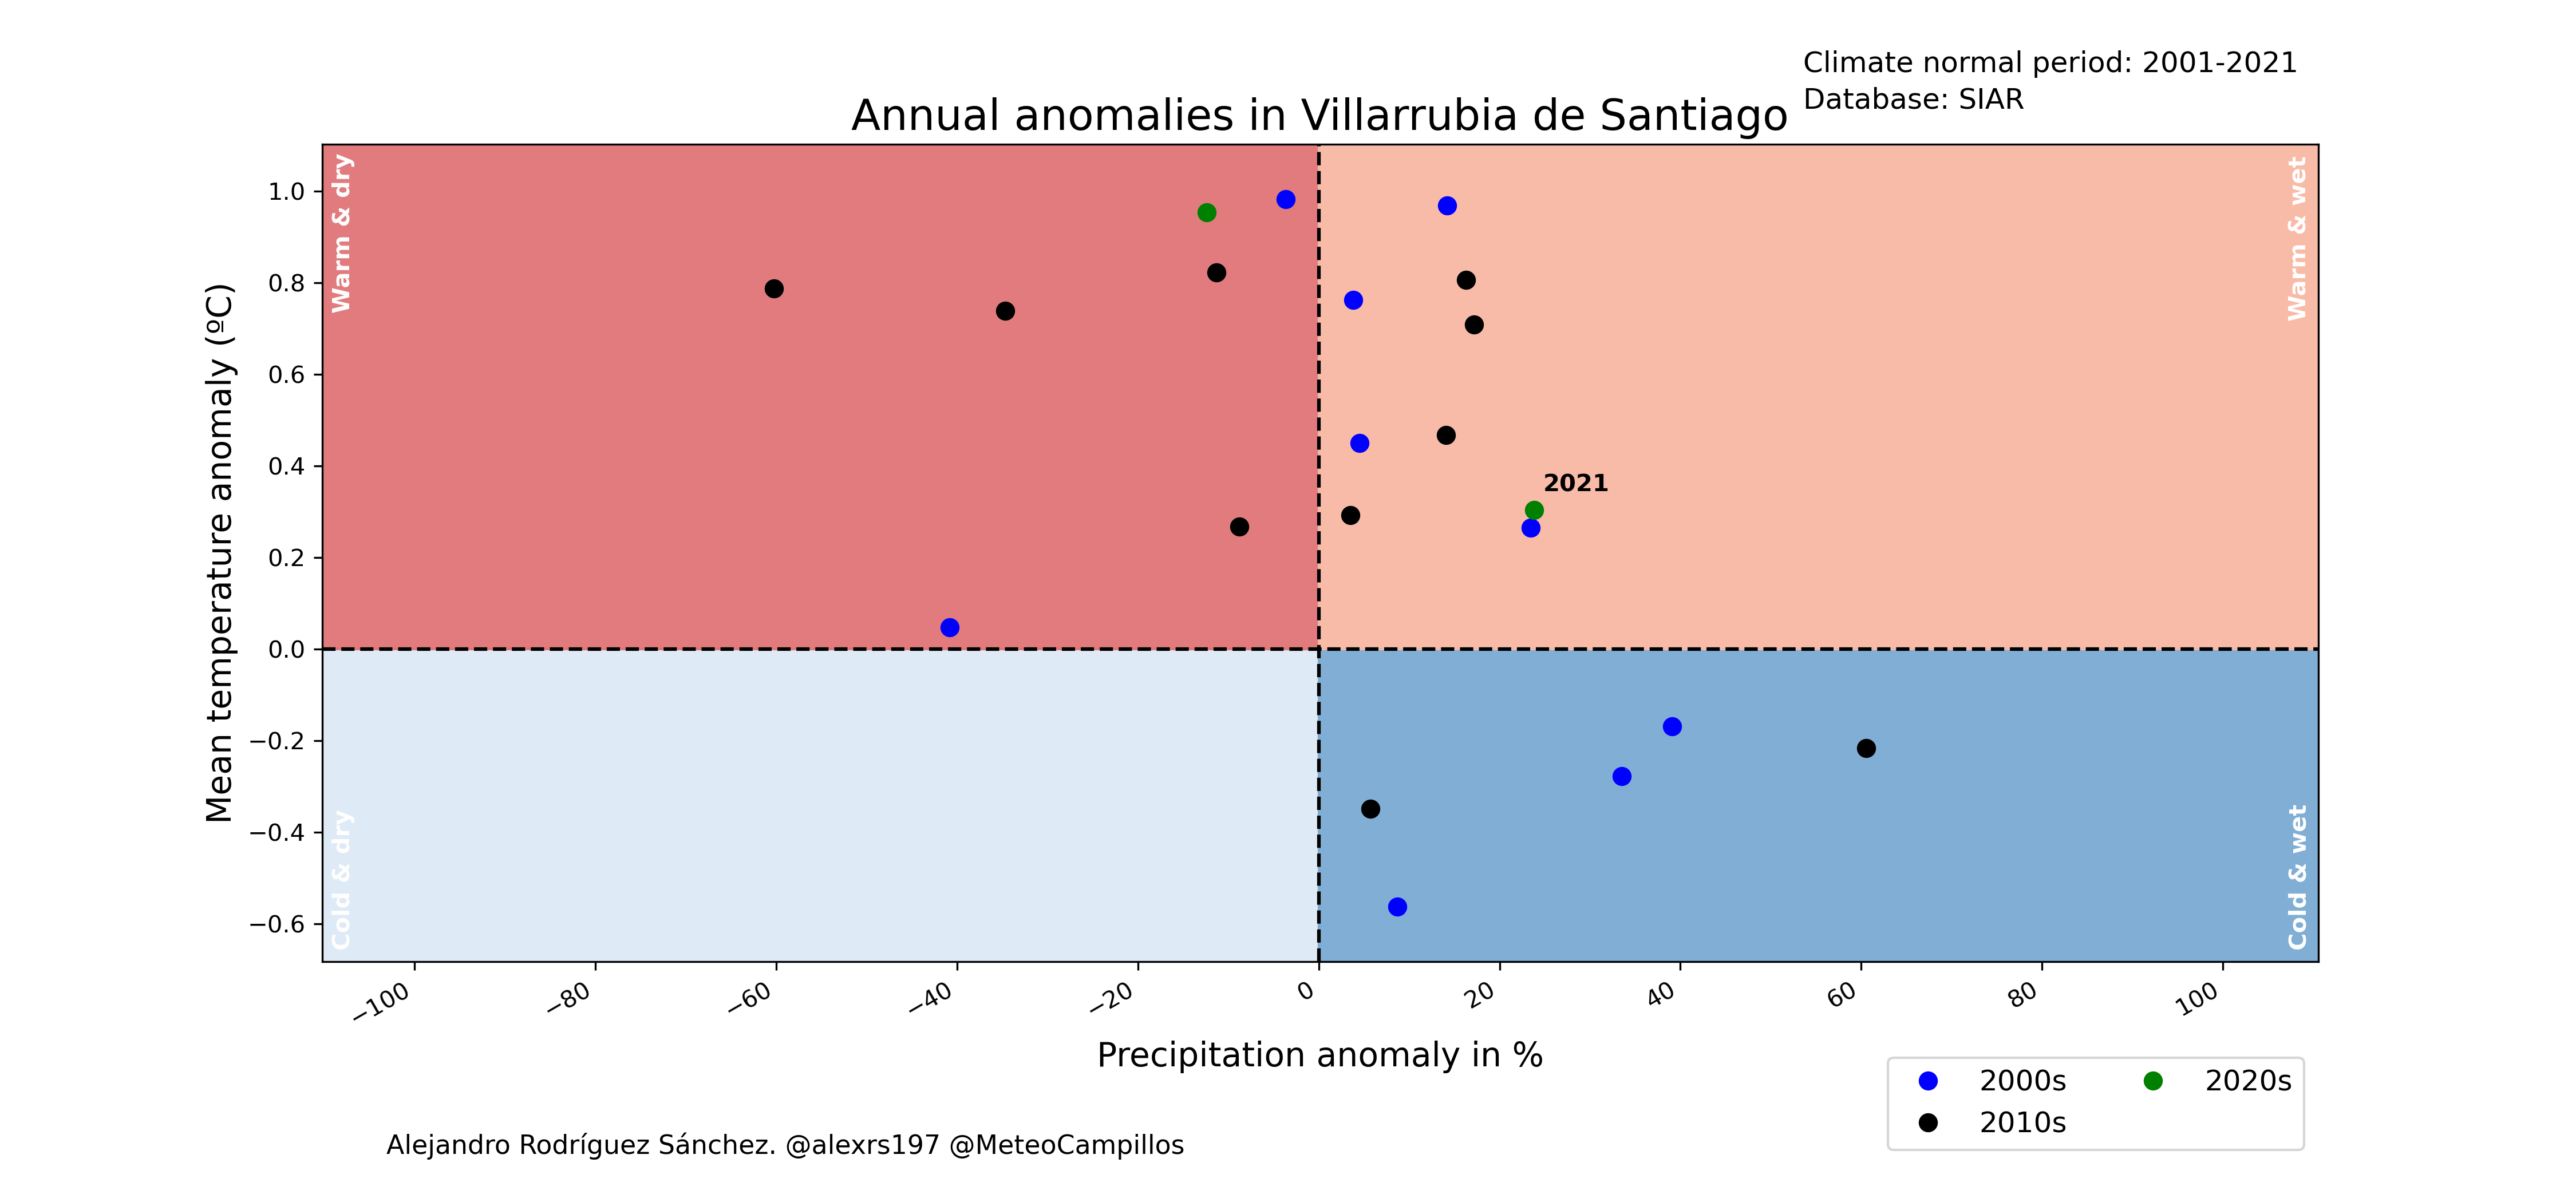 Climate normal period: 2001-2021
Database: SIAR
Annual anomalies in Villarrubia de Santiago
Warm & dry
Warm & wet
Cold & dry
Cold & wet
2021
Mean temperature anomaly (ºC)
1.0
0.8
0.6
0.4
0.2
0.0
−0.2
−0.4
−0.6
−100
−80
−60
−40
−20
0
20
40
60
80
100
Precipitation anomaly in %
2000s
2010s
2020s
Alejandro Rodríguez Sánchez. @alexrs197 @MeteoCampillos